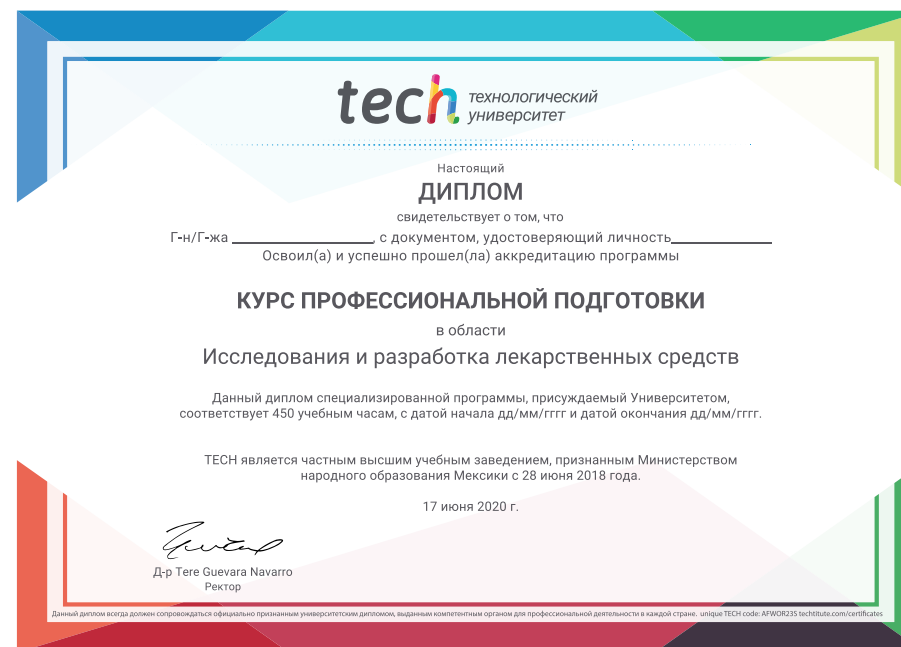 tech технологический
университет
Настоящий
ДИПЛОМ
свидетельствует о том, что
Г-н/Г-жа ____________, с документом, удостоверяющий личность____________
Освоил(а) и успешно прошел(ла) аккредитацию программы
КУРС ПРОФЕССИОНАЛЬНОЙ ПОДГОТОВКИ
в области
Исследования и разработка лекарственных средств
Данный диплом специализированной программы, присуждаемый Университетом,
соответствует 450 учебным часам, с датой начала дд/мм/гггг и датой окончания дд/мм/гггг.
TECH является частным высшим учебным заведением, признанным Министерством
народного образования Мексики с 28 июня 2018 года.
17 июня 2020 г.
Д-р Tere Guevara Navarro
Ректор
Данный диплом всегда должен сопровождаться официально признанным университетским дипломом, выданным компетентным органом для профессиональной деятельности в каждой стране. unique TECH code: AFWOR23S techtitute.com/certificates